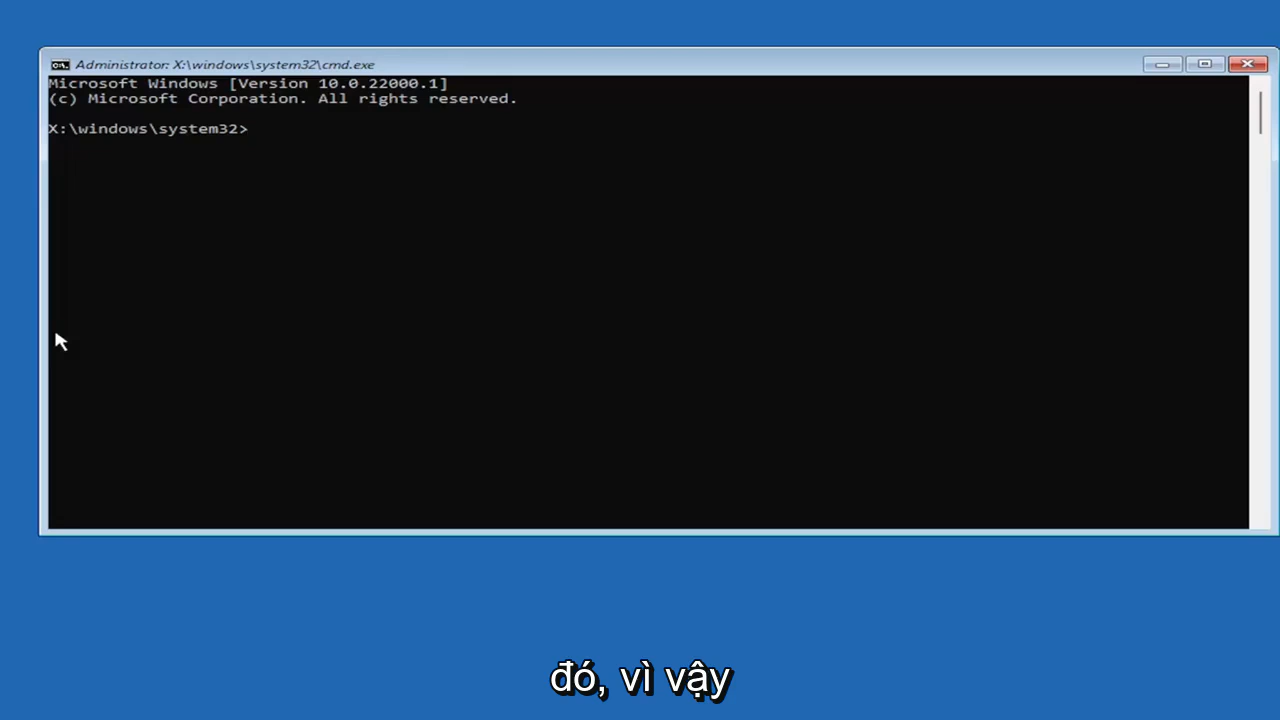 Administrator: X:\windows\system32\cmd.exe
Microsoft Windows [Version 10.0.22000.1]
(c) Microsoft Corporation. All rights reserved.
X:\windows\system32>
đó, vì vậy